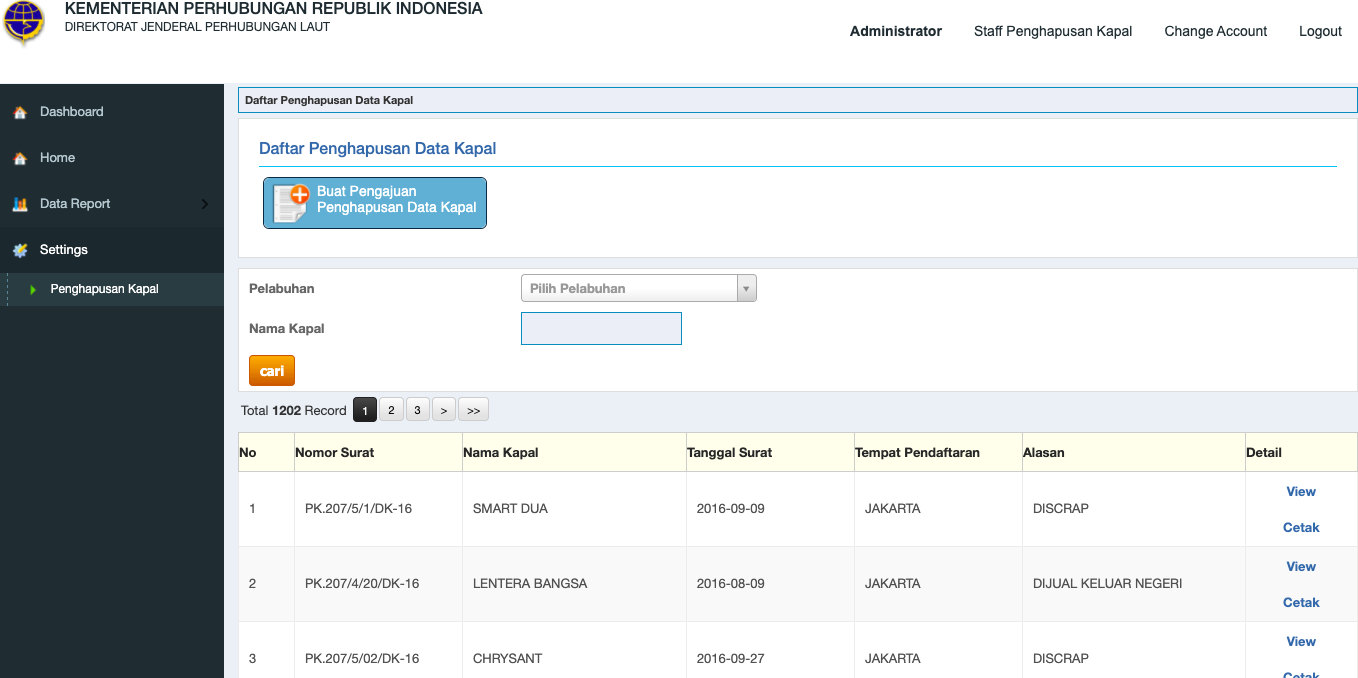 KEMENTERIAN PERHUBUNGAN REPUBLIK INDONESIA
DIREKTORAT JENDERAL PERHUBUNGAN LAUT
Administrator Staff Penghapusan Kapal Change Account Logout
Dashboard
Home
Data Report
Settings
Penghapusan Kapal
Daftar Penghapusan Data Kapal
Daftar Penghapusan Data Kapal
Buat Pengajuan
Penghapusan Data Kapal
Pelabuhan Pilih Pelabuhan
Nama Kapal
cari
Total 1202 Record 1 2 3 > >>
No Nomor Surat Nama Kapal Tanggal Surat Tempat Pendaftaran Alasan Detail
1 PK.207/5/1/DK-16 SMART DUA 2016-09-09 JAKARTA DISCRAP View
Cetak
2 PK.207/4/20/DK-16 LENTERA BANGSA 2016-08-09 JAKARTA DIJUAL KELUAR NEGERI View
Cetak
3 PK.207/5/02/DK-16 CHRYSANT 2016-09-27 JAKARTA DISCRAP View
Cetak